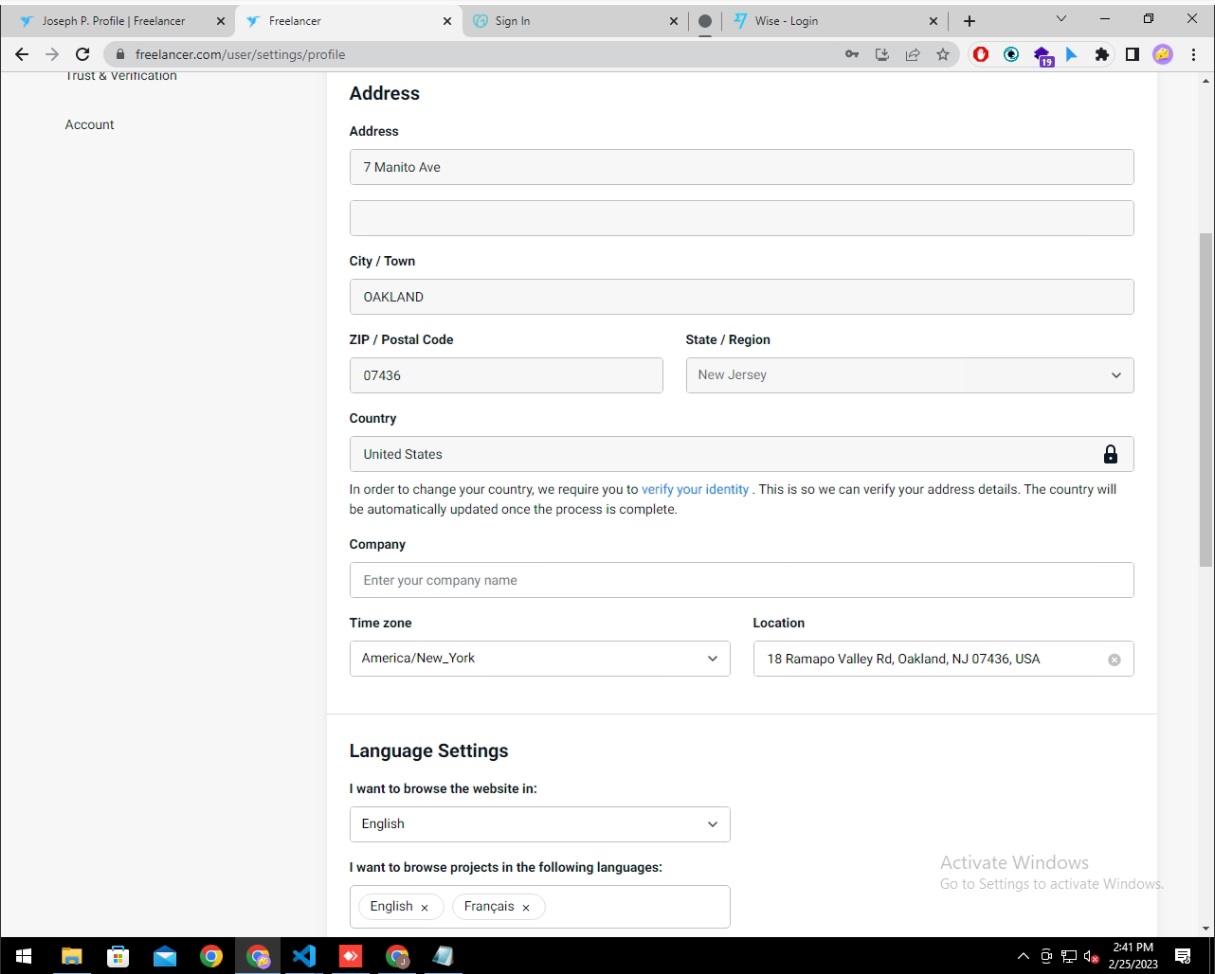 Joseph P. Profile | Freelancer
Freelancer
Sign In
Wise - Login
freelancer.com/user/settings/profile
19
Trust & Verification
Account
Address
Address
7 Manito Ave
City / Town
OAKLAND
ZIP / Postal Code
State / Region
07436
New Jersey
Country
United States
In order to change your country, we require you to verify your identity . This is so we can verify your address details. The country will
be automatically updated once the process is complete.
Company
Enter your company name
Time zone
Location
America/New_York
18 Ramapo Valley Rd, Oakland, NJ 07436, USA
Language Settings
I want to browse the website in:
English
I want to browse projects in the following languages:
English
Français
Activate Windows
Go to Settings to activate Windows.
2:41 PM
2/25/2023